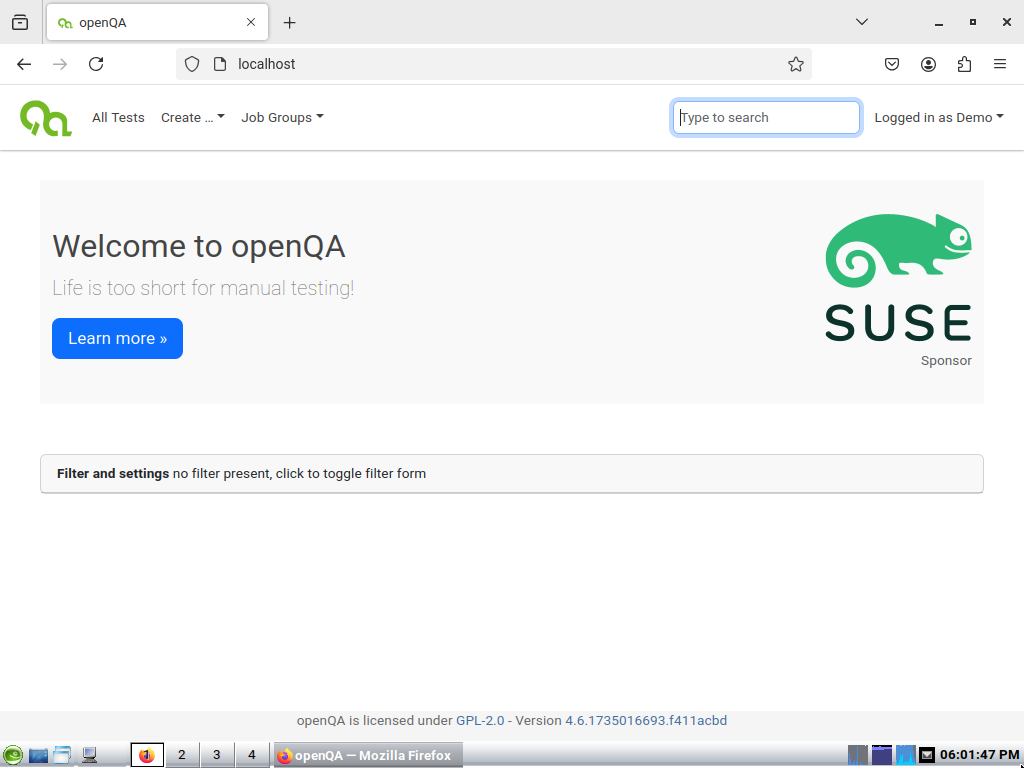 openQA
localhost
All Tests
Create ...
Job Groups
Type to search
Logged in as Demo
Welcome to openQA
Life is too short for manual testing!
Learn more »
SUSE
Sponsor
Filter and settings no filter present, click to toggle filter form
openQA is licensed under GPL-2.0 - Version 4.6.1735016693.f411acbd
1 2 3 4 openQA — Mozilla Firefox 06:01:47 PM